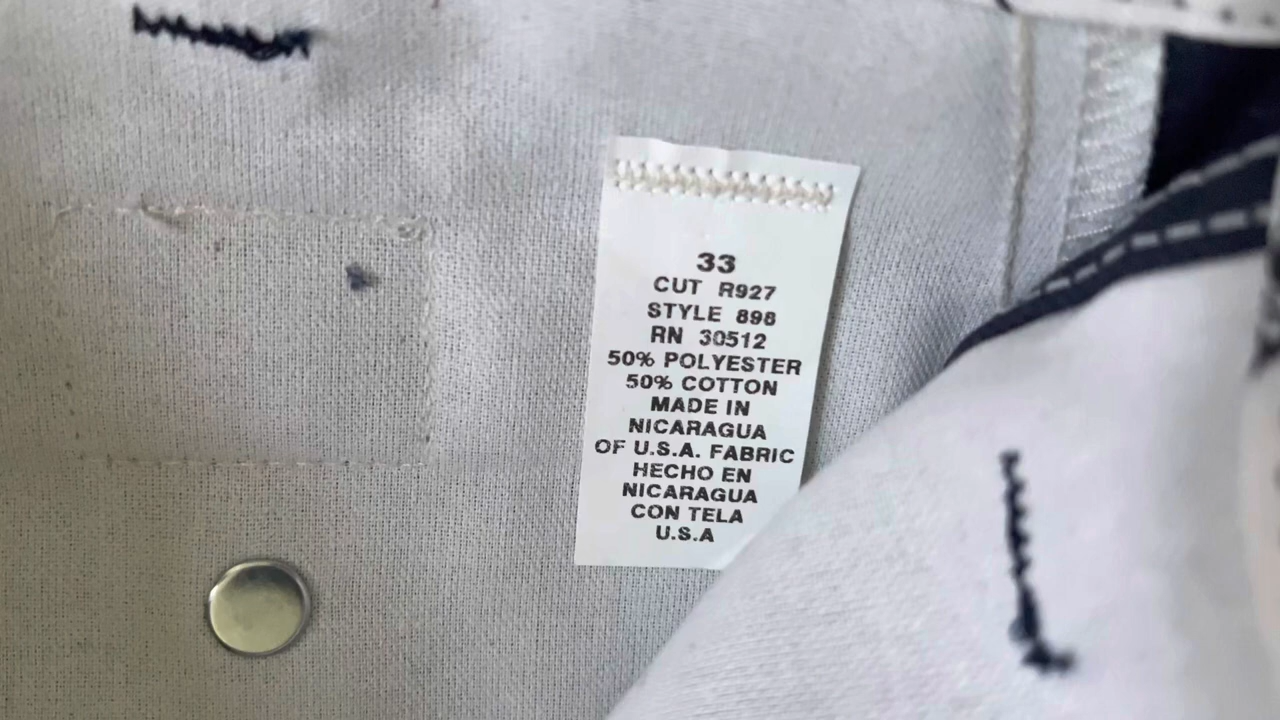 33
CUT R927
STYLE 898
RN 30512
50% POLYESTER
50% COTTON
MADE IN
NICARAGUA
OF U.S.A. FABRIC
HECHO EN
NICARAGUA
CON TELA
U.S.A